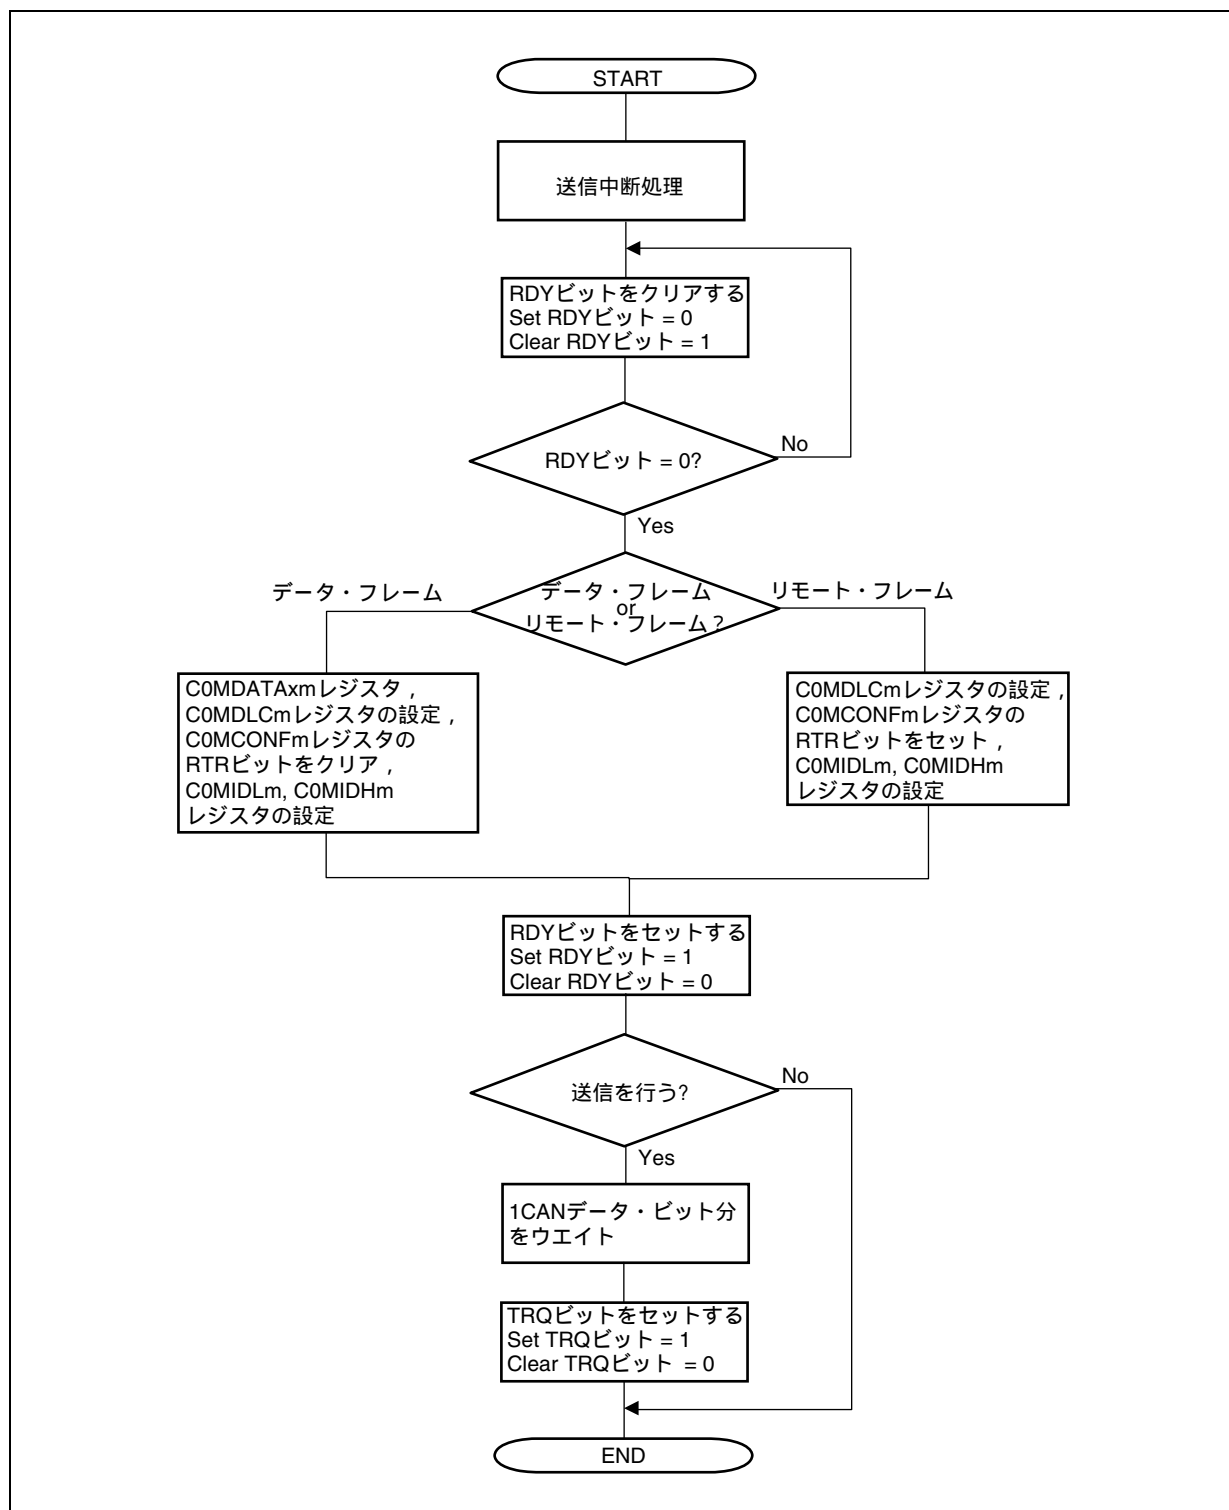 START
送信中断処理
RDYビットをクリアする
Set RDYビット = 0
Clear RDYビット = 1
RDYビット = 0?
No
Yes
データ・フレーム
or
リモート・フレーム？
データ・フレーム
リモート・フレーム
C0MDATAxmレジスタ，
C0MDLCmレジスタの設定，
C0MCONFmレジスタの
RTRビットをクリア，
C0MIDLm, C0MIDHm
レジスタの設定
C0MDLCmレジスタの設定，
C0MCONFmレジスタの
RTRビットをセット，
C0MIDLm, C0MIDHm
レジスタの設定
RDYビットをセットする
Set RDYビット = 1
Clear RDYビット = 0
送信を行う?
No
Yes
1CANデータ・ビット分
をウエイト
TRQビットをセットする
Set TRQビット = 1
Clear TRQビット = 0
END